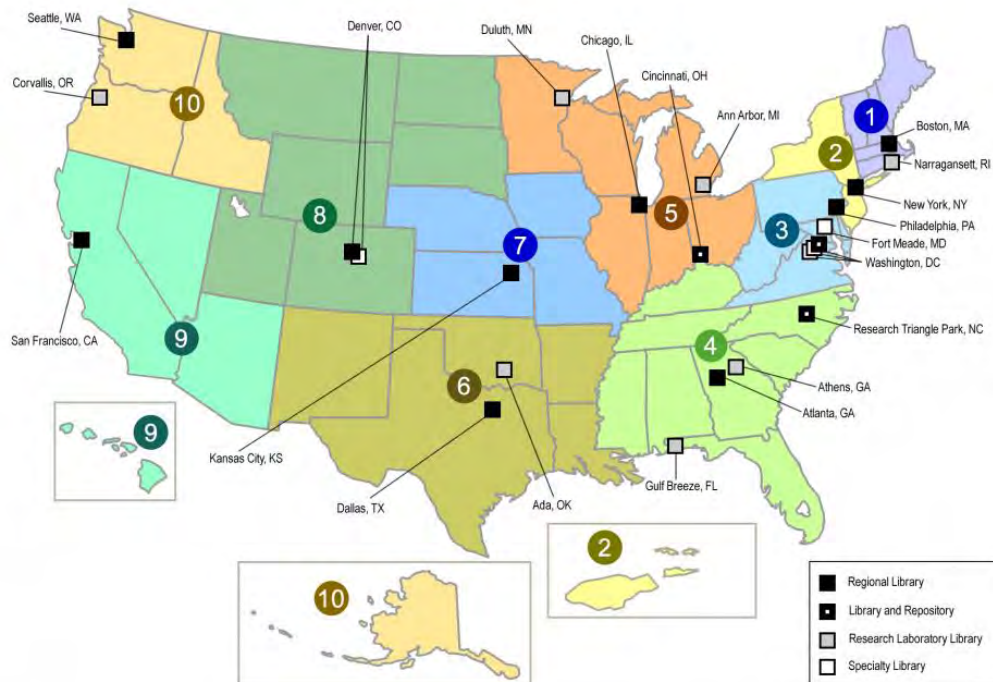 Seattle, WA
Denver, CO
Duluth, MN
Chicago, IL
Cincinnati, OH
Corvallis, OR
Ann Arbor, MI
10
1
Boston, MA
2
Narragansett, RI
New York, NY
8
5
Philadelphia, PA
7
3
Fort Meade, MD
Washington, DC
San Francisco, CA
9
Research Triangle Park, NC
4
6
Athens, GA
Atlanta, GA
9
Kansas City, KS
Dallas, TX
Ada, OK
Gulf Breeze, FL
2
10
Regional Library
Library and Repository
Research Laboratory Library
Specialty Library